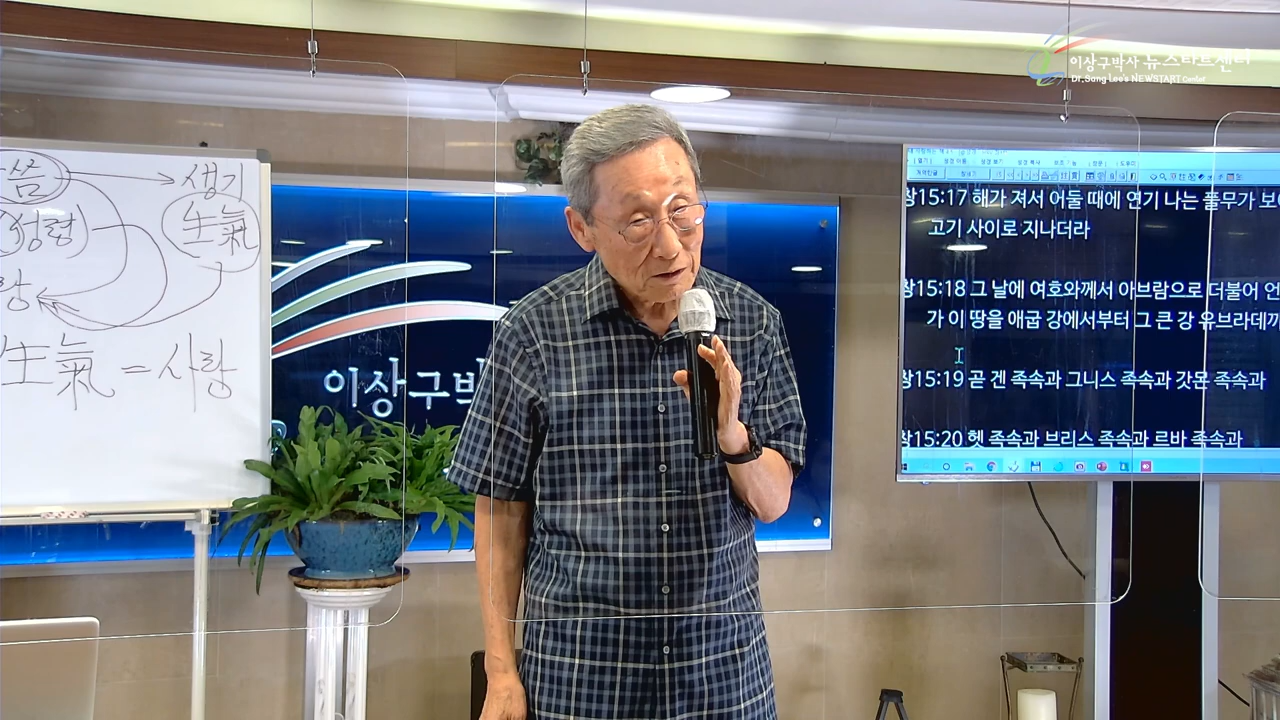 이상구박사 뉴스타트센터
Dr. Sang Lee's NEWSTART Center
생기
生氣
성령
生氣 = 사랑
이상구박
창15:17 해가 져서 어둘 때에 연기 나는 풀무가 보이
고기 사이로 지나더라
창15:18 그 날에 여호와께서 아브람으로 더불어 언
가 이 땅을 애굽 강에서부터 그 큰 강 유브라데까
창15:19 곧 겐 족속과 그니스 족속과 갓몬 족속과
창15:20 헷 족속과 브리스 족속과 르바 족속과